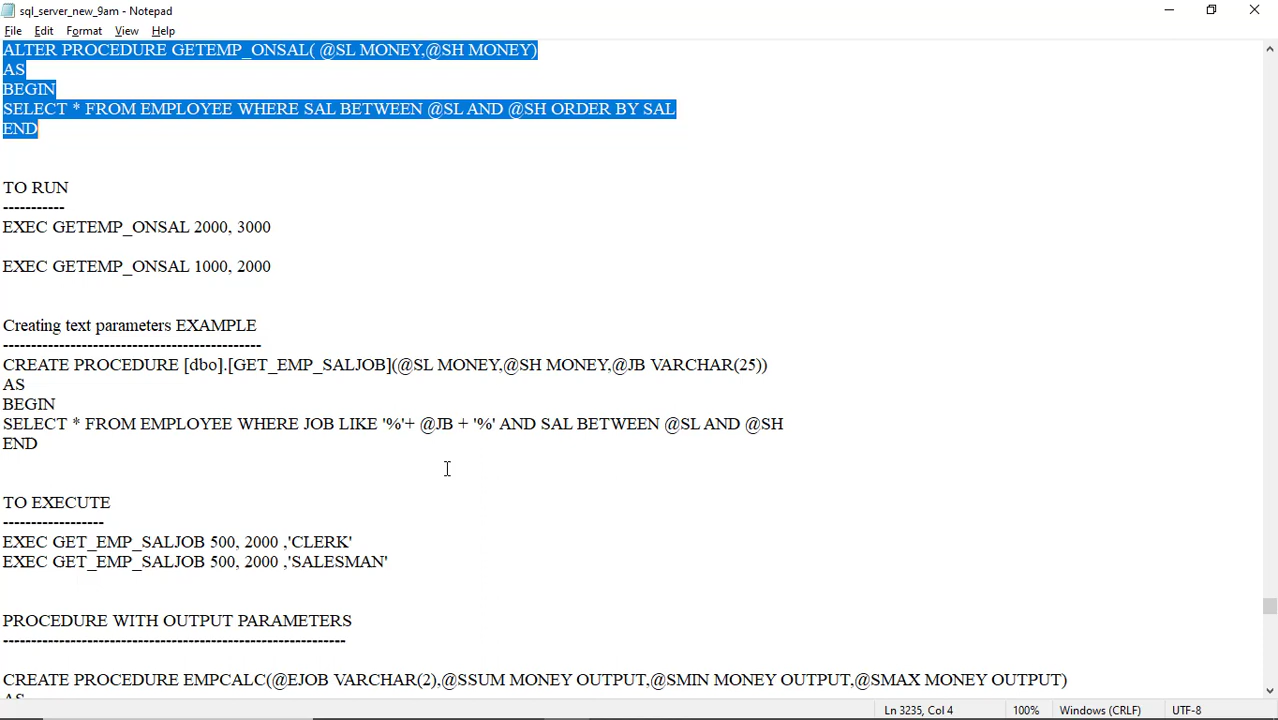 sql_server_new_9am - Notepad
File Edit Format View Help
ALTER PROCEDURE GETEMP_ONSAL( @SL MONEY,@SH MONEY)
AS
BEGIN
SELECT * FROM EMPLOYEE WHERE SAL BETWEEN @SL AND @SH ORDER BY SAL
END
TO RUN
-----------
EXEC GETEMP_ONSAL 2000, 3000
EXEC GETEMP_ONSAL 1000, 2000
Creating text parameters EXAMPLE
----------------------------------------------
CREATE PROCEDURE [dbo].[GET_EMP_SALJOB](@SL MONEY,@SH MONEY,@JB VARCHAR(25))
AS
BEGIN
SELECT * FROM EMPLOYEE WHERE JOB LIKE '%'+ @JB + '%' AND SAL BETWEEN @SL AND @SH
END
TO EXECUTE
------------------
EXEC GET_EMP_SALJOB 500, 2000 ,'CLERK'
EXEC GET_EMP_SALJOB 500, 2000 ,'SALESMAN'
PROCEDURE WITH OUTPUT PARAMETERS
-------------------------------------------------------------
CREATE PROCEDURE EMPCALC(@EJOB VARCHAR(2),@SSUM MONEY OUTPUT,@SMIN MONEY OUTPUT,@SMAX MONEY OUTPUT)
AS
Ln 3235, Col 4 100% Windows (CRLF) UTF-8